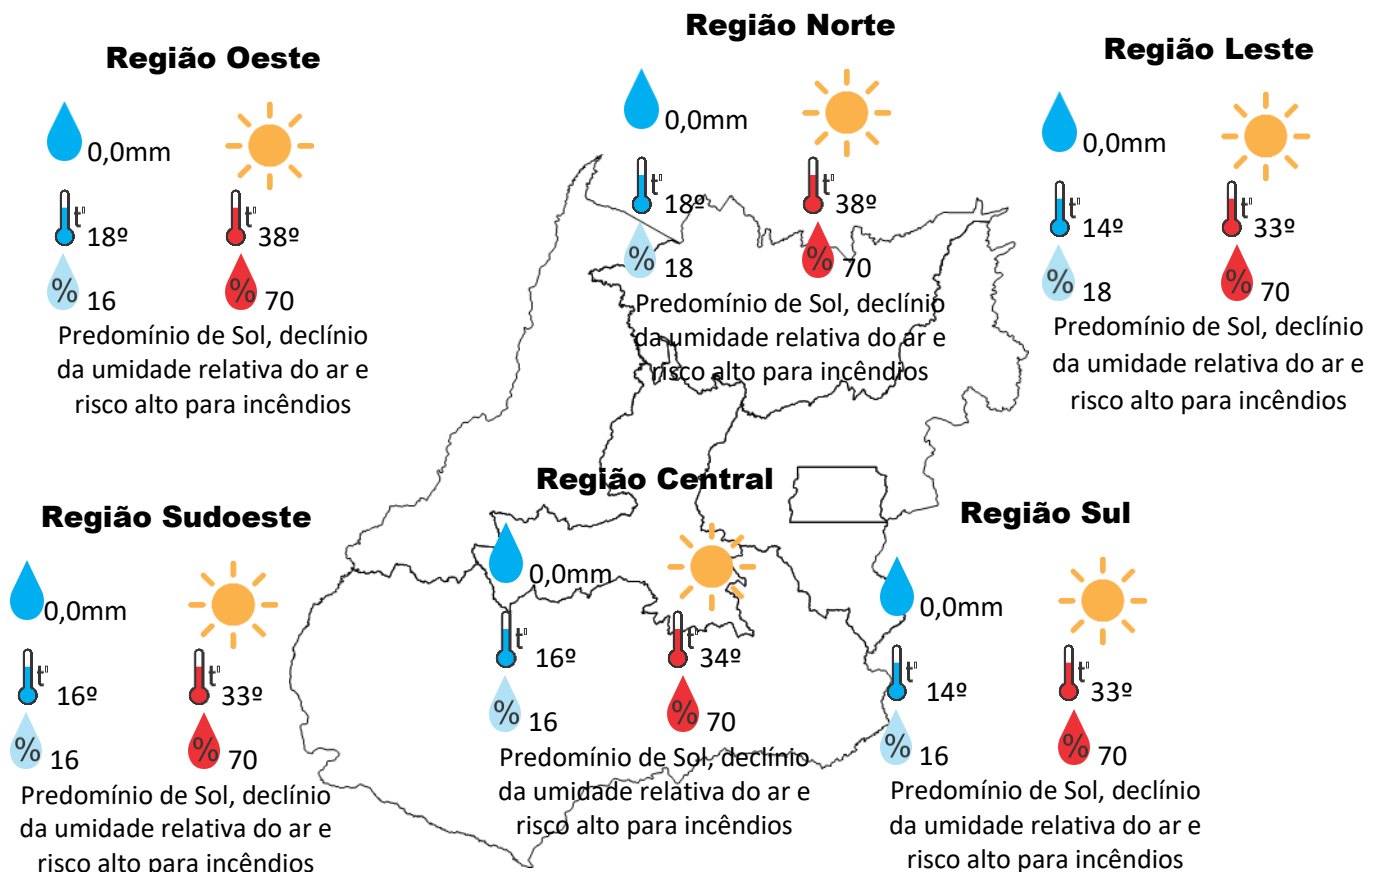 Região Oeste
0,0mm
t°
18º
t°
38º
%
16
%
70
Predomínio de Sol, declínio
da umidade relativa do ar e
risco alto para incêndios
Região Norte
0,0mm
t°
18º
t°
38º
%
18
%
70
Predomínio de Sol, declínio
da umidade relativa do ar e
risco alto para incêndios
Região Leste
0,0mm
t°
14º
t°
33º
%
18
%
70
Predomínio de Sol, declínio
da umidade relativa do ar e
risco alto para incêndios
Região Sudoeste
0,0mm
t°
16º
t°
33º
%
16
%
70
Predomínio de Sol, declínio
da umidade relativa do ar e
risco alto para incêndios
Região Central
0,0mm
t°
16º
t°
34º
%
16
%
70
Predomínio de Sol, declínio
da umidade relativa do ar e
risco alto para incêndios
Região Sul
0,0mm
t°
14º
t°
33º
%
16
%
70
Predomínio de Sol, declínio
da umidade relativa do ar e
risco alto para incêndios